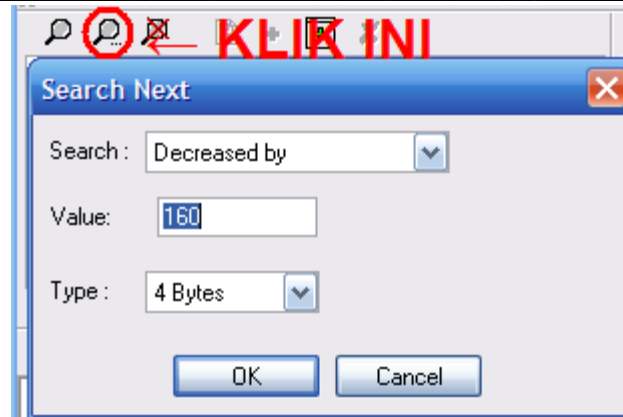 ← KLIK INI
Search Next
Search : Decreased by
Value: 160
Type : 4 Bytes
OK Cancel